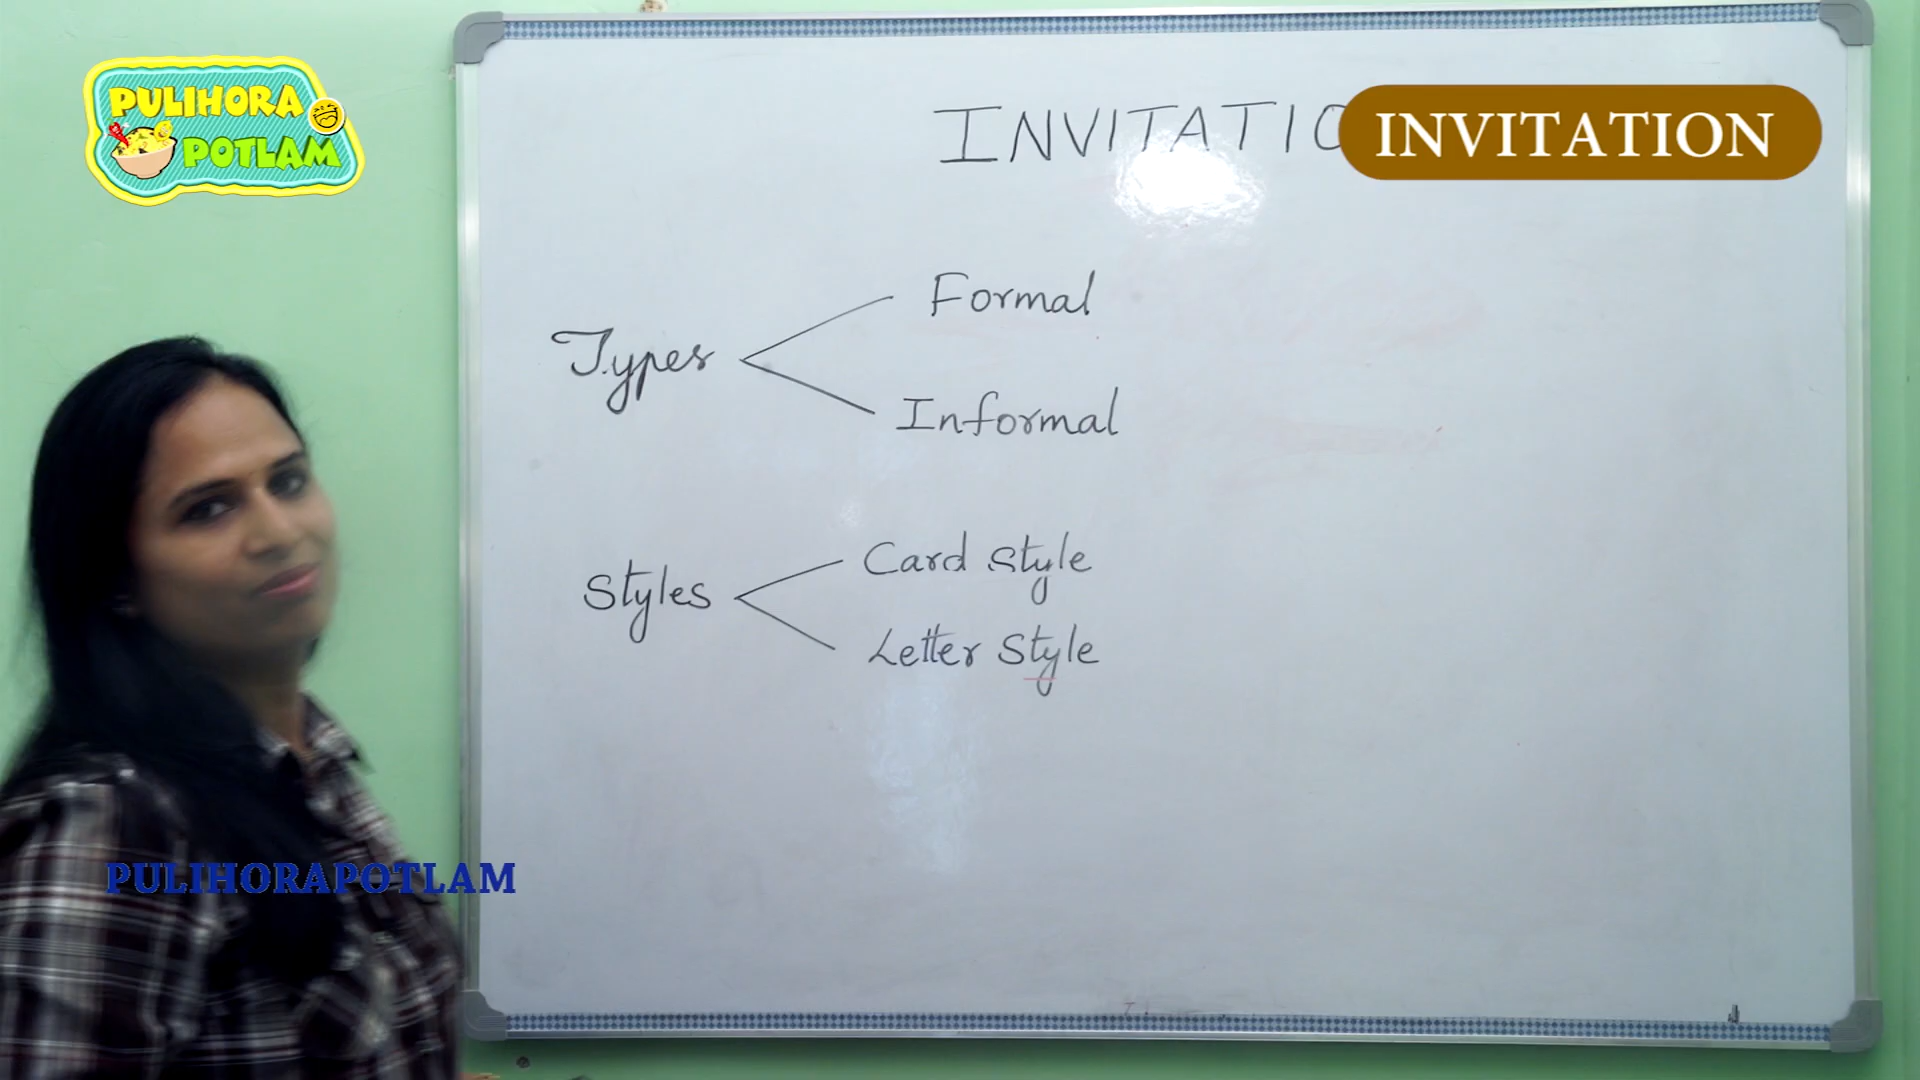 PULIHORA
POTLAM
INVITATIO
INVITATION
Types
Formal
Informal
Styles
Card Style
Letter Style
PULIHORAPOTLAM